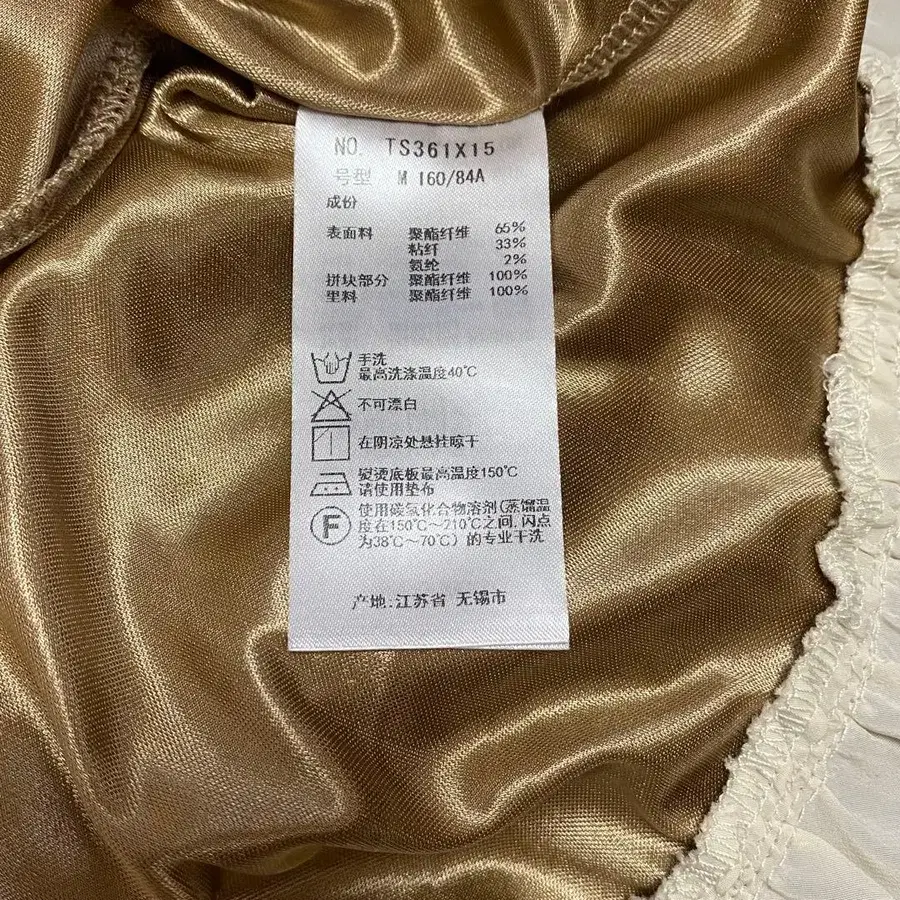 NO. TS361X15
号型 M 160/84A
成份
表面料 聚酯纤维 65%
粘纤 33%
氨纶 2%
拼块部分 聚酯纤维 100%
里料 聚酯纤维 100%
手洗
最高洗涤温度40℃
不可漂白
在阴凉处悬挂晾干
熨烫底板最高温度150℃
请使用垫布
F
使用碳氢化合物溶剂(蒸馏温
度在150℃～210℃之间,闪点
为38℃～70℃)的专业干洗
产地:江苏省 无锡市